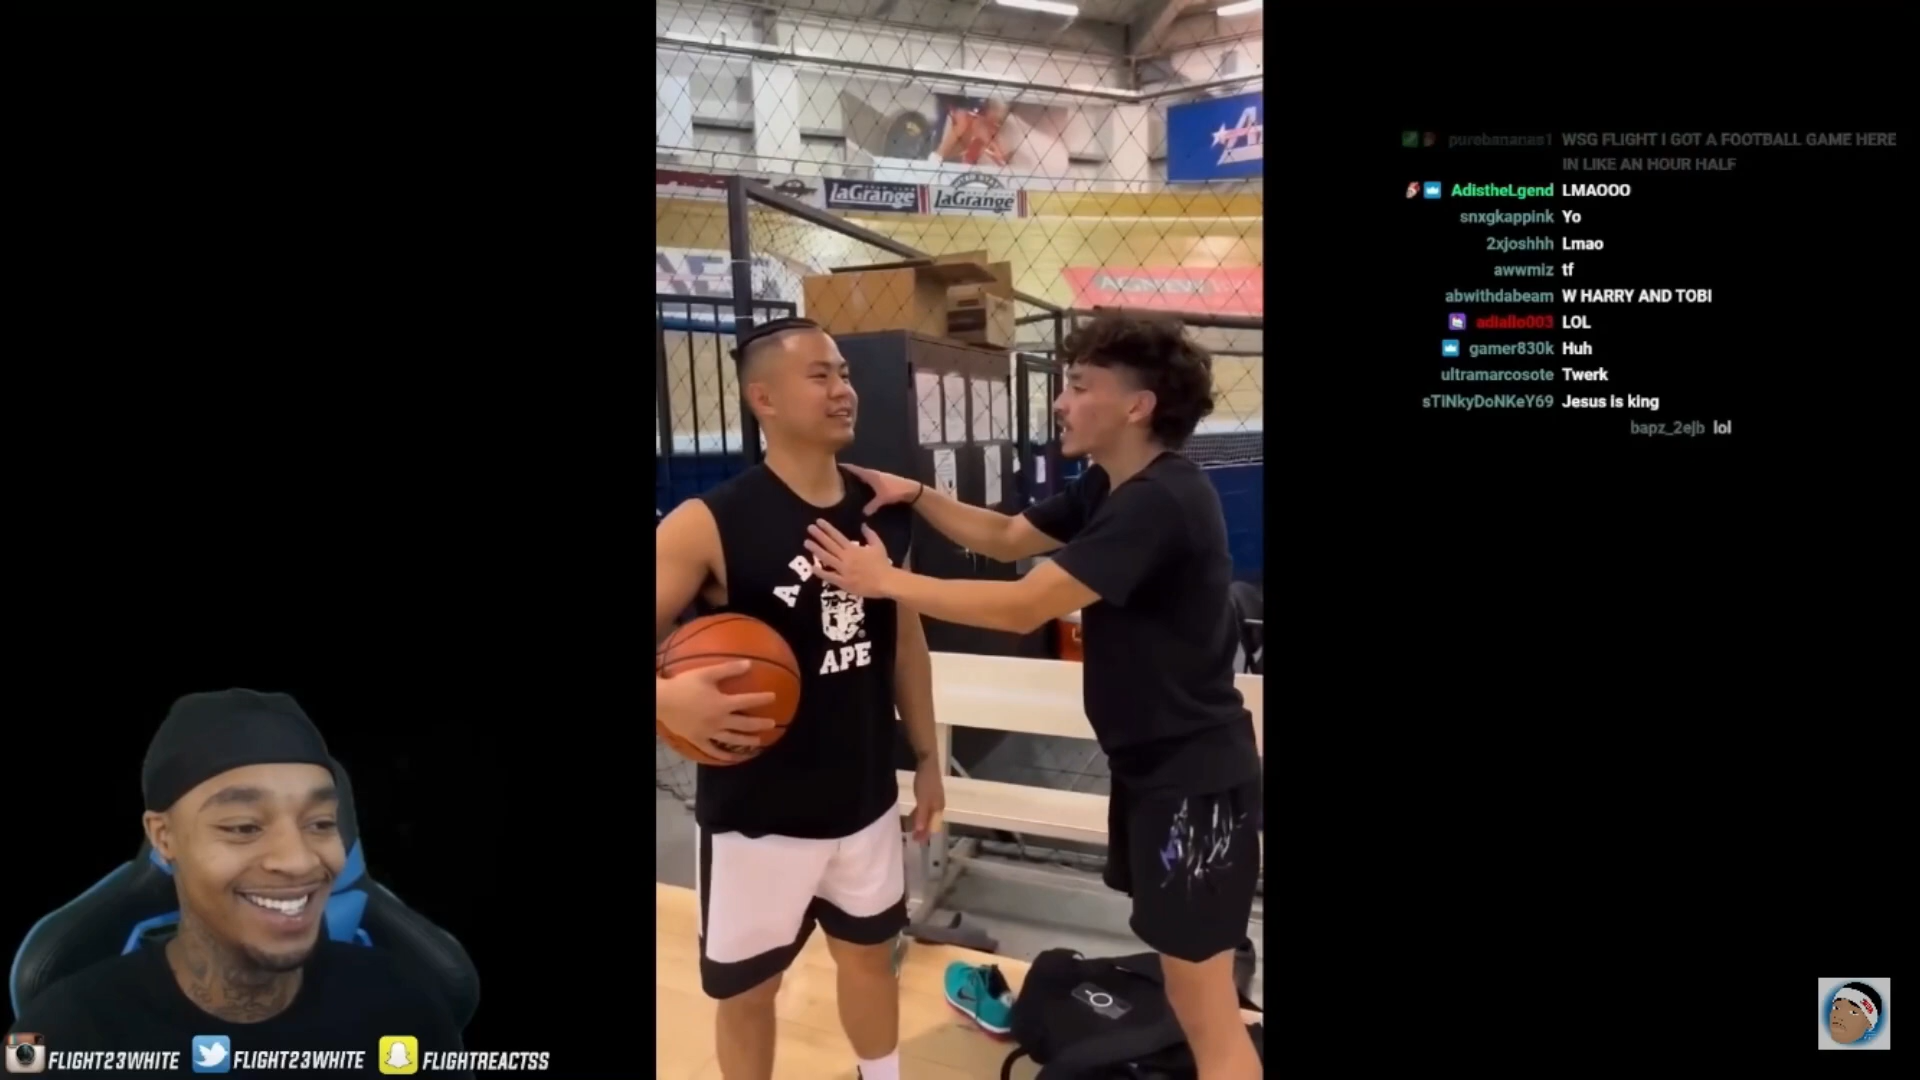 purebananas1 WSG FLIGHT I GOT A FOOTBALL GAME HERE
IN LIKE AN HOUR HALF
AdistheLgend LMAOOO
snxgkappink Yo
2xjoshhh Lmao
awwmiz tf
abwithdabeam W HARRY AND TOBI
adiallo003 LOL
gamer830k Huh
ultramarcosote Twerk
sTiNkyDoNKeY69 Jesus is king
bapz_2ejb lol
LaGrange LaGrange
APE
FLIGHT23WHITE FLIGHT23WHITE FLIGHTREACTSS